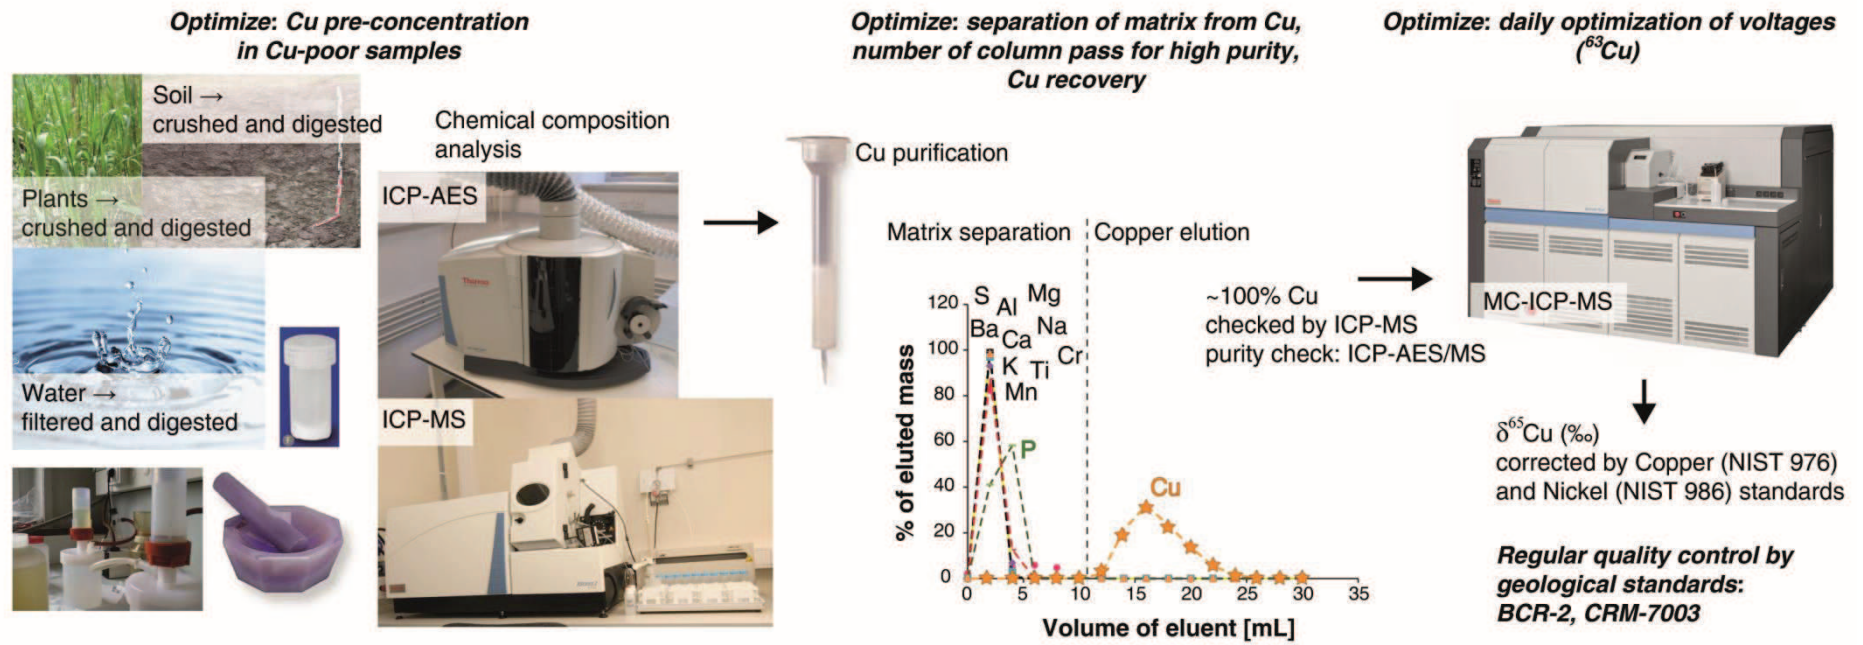 Optimize: Cu pre-concentration
in Cu-poor samples
Soil →
crushed and digested
Plants →
crushed and digested
Water →
filtered and digested
Chemical composition
analysis
ICP-AES
Thermo
ICP-MS
Optimize: separation of matrix from Cu,
number of column pass for high purity,
Cu recovery
Cu purification
Matrix separation
Copper elution
% of eluted mass
120
100
80
60
40
20
0
S
Al
Mg
Ba
Ca
Na
K
Ti
Cr
Mn
P
Cu
0
5
10
15
20
25
30
35
Volume of eluent [mL]
~100% Cu
checked by ICP-MS
purity check: ICP-AES/MS
Optimize: daily optimization of voltages
(⁶³Cu)
MC-ICP-MS
δ⁶⁵Cu (‰)
corrected by Copper (NIST 976)
and Nickel (NIST 986) standards
Regular quality control by
geological standards:
BCR-2, CRM-7003